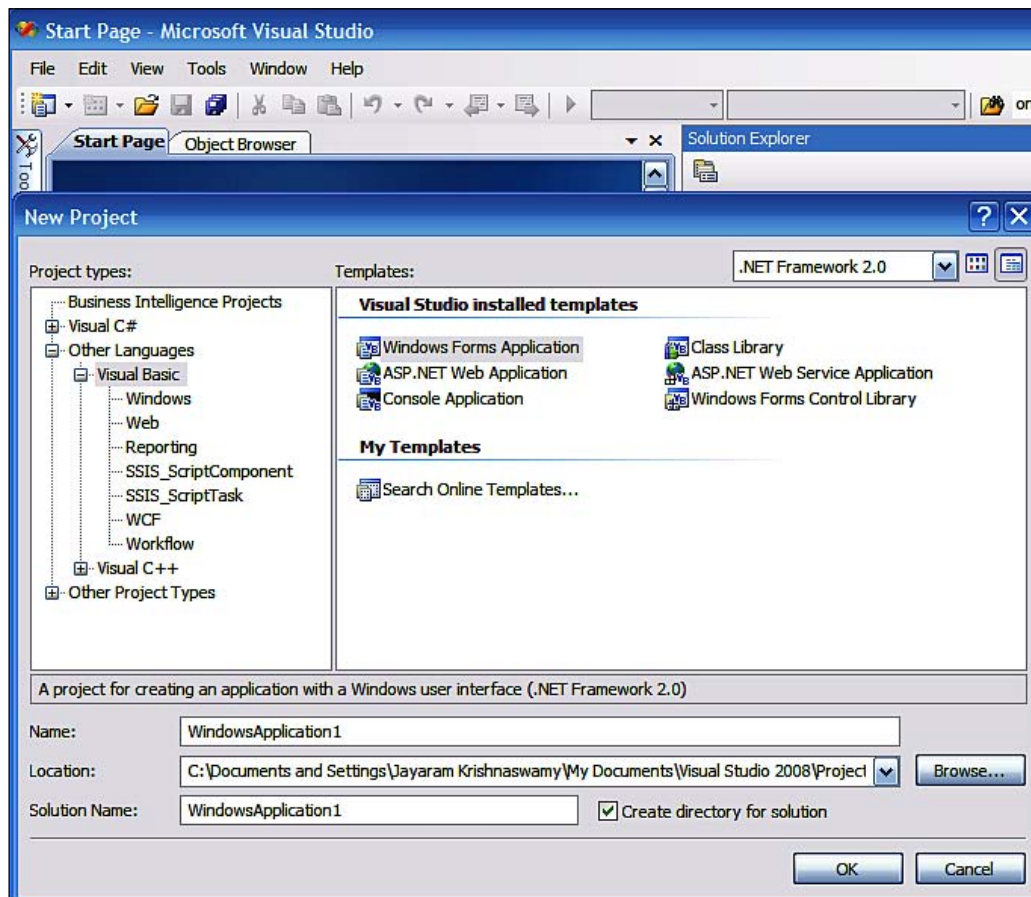 Start Page - Microsoft Visual Studio
File Edit View Tools Window Help
Start Page Object Browser
Solution Explorer
New Project
Project types:
Templates:
.NET Framework 2.0
Business Intelligence Projects
Visual C#
Other Languages
Visual Basic
Windows
Web
Reporting
SSIS_ScriptComponent
SSIS_ScriptTask
WCF
Workflow
Visual C++
Other Project Types
Visual Studio installed templates
Windows Forms Application
Class Library
ASP.NET Web Application
ASP.NET Web Service Application
Console Application
Windows Forms Control Library
My Templates
Search Online Templates...
A project for creating an application with a Windows user interface (.NET Framework 2.0)
Name: WindowsApplication1
Location: C:\Documents and Settings\Jayaram Krishnaswamy\My Documents\Visual Studio 2008\Project Browse...
Solution Name: WindowsApplication1 Create directory for solution
OK Cancel